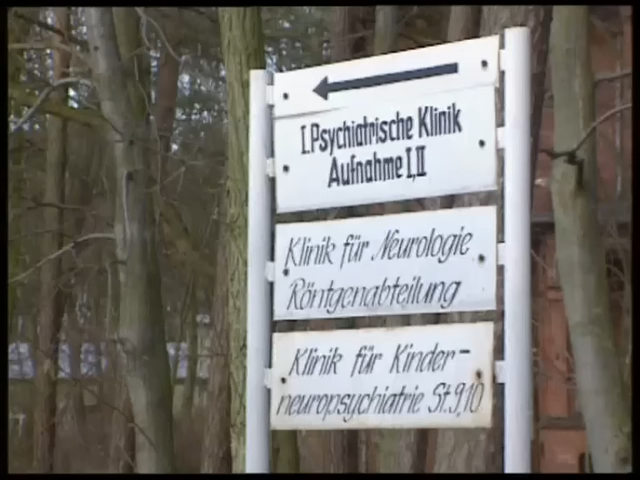 I. Psychiatrische Klinik
Aufnahme I, II
Klinik für Neurologie
Röntgenabteilung
Klinik für Kinder-
neuropsychiatrie St. 9, 10